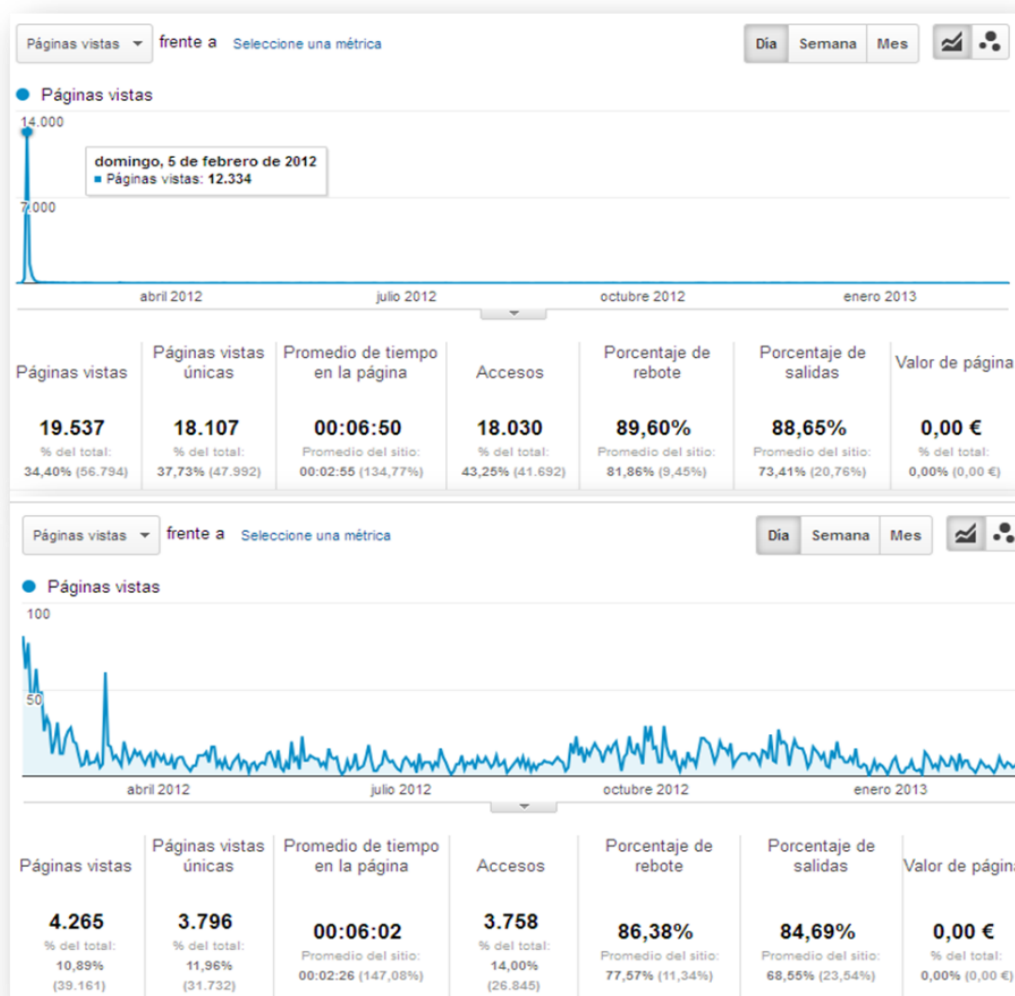 Páginas vistas frente a Seleccione una métrica Día Semana Mes
Páginas vistas
14.000
domingo, 5 de febrero de 2012
Páginas vistas: 12.334
7.000
abril 2012 julio 2012 octubre 2012 enero 2013
Páginas vistas Páginas vistas únicas Promedio de tiempo en la página Accesos Porcentaje de rebote Porcentaje de salidas Valor de página
19.537 18.107 00:06:50 18.030 89,60% 88,65% 0,00 €
% del total: % del total: Promedio del sitio: % del total: Promedio del sitio: Promedio del sitio: % del total:
34,40% (56.794) 37,73% (47.992) 00:02:55 (134,77%) 43,25% (41.692) 81,86% (9,45%) 73,41% (20,76%) 0,00% (0,00 €)
Páginas vistas frente a Seleccione una métrica Día Semana Mes
Páginas vistas
100
50
abril 2012 julio 2012 octubre 2012 enero 2013
Páginas vistas Páginas vistas únicas Promedio de tiempo en la página Accesos Porcentaje de rebote Porcentaje de salidas Valor de página
4.265 3.796 00:06:02 3.758 86,38% 84,69% 0,00 €
% del total: % del total: Promedio del sitio: % del total: Promedio del sitio: Promedio del sitio: % del total:
10,89% (39.161) 11,96% (31.732) 00:02:26 (147,08%) 14,00% (26.845) 77,57% (11,34%) 68,55% (23,54%) 0,00% (0,00 €)